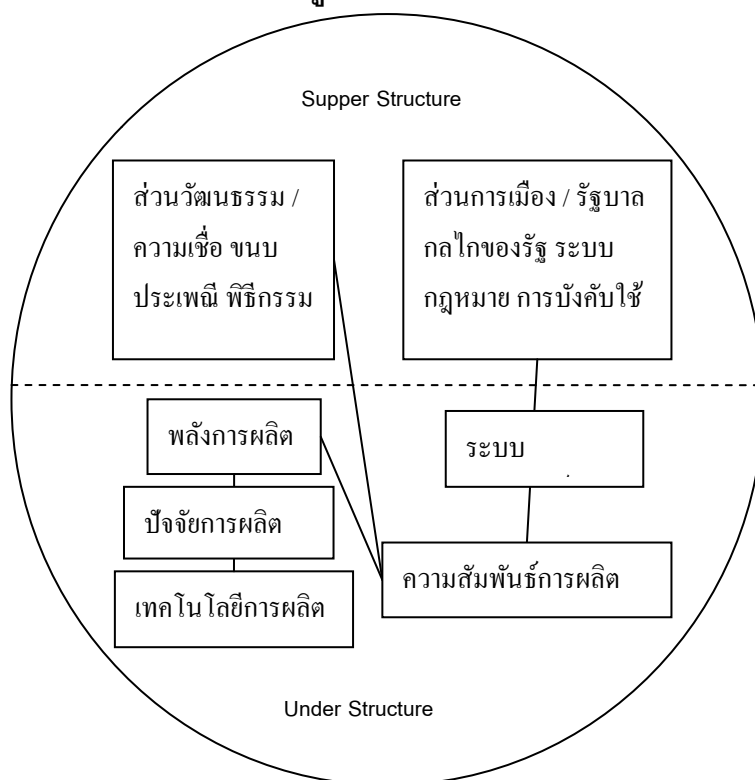 Supper Structure
ส่วนวัฒนธรรม /
ความเชื่อ ขนบ
ประเพณี พิธีกรรม
ส่วนการเมือง / รัฐบาล
กลไกของรัฐ ระบบ
กฎหมาย การบังคับใช้
พลังการผลิต
ระบบ
ปัจจัยการผลิต
ความสัมพันธ์การผลิต
เทคโนโลยีการผลิต
Under Structure